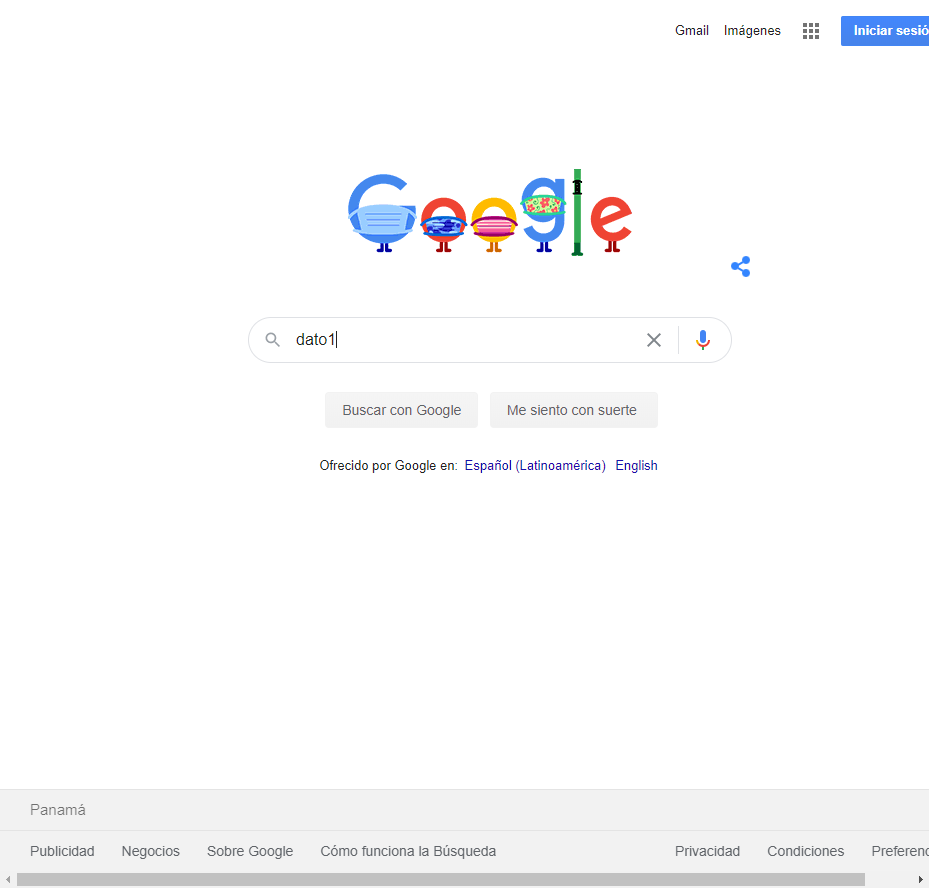 Gmail Imágenes Iniciar sesió
Google
dato1
Buscar con Google Me siento con suerte
Ofrecido por Google en: Español (Latinoamérica) English
Panamá
Publicidad Negocios Sobre Google Cómo funciona la Búsqueda Privacidad Condiciones Preferenc